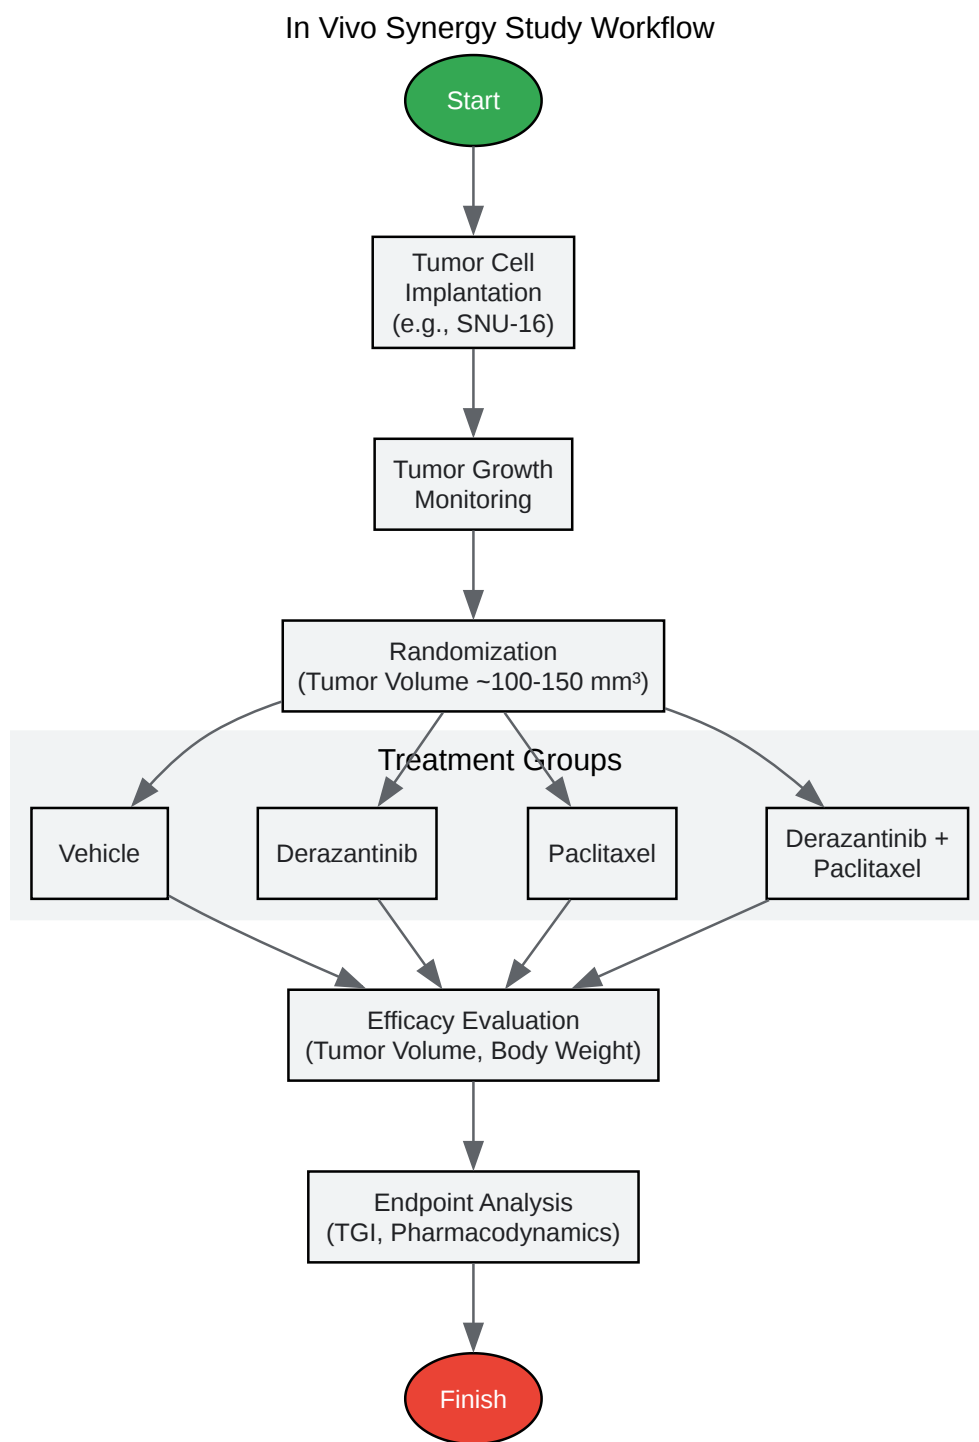 In Vivo Synergy Study Workflow
Start
Tumor Cell
Implantation
(e.g., SNU-16)
Tumor Growth
Monitoring
Randomization
(Tumor Volume ~100-150 mm³)
Treatment Groups
Vehicle
Derazantinib
Paclitaxel
Derazantinib +
Paclitaxel
Efficacy Evaluation
(Tumor Volume, Body Weight)
Endpoint Analysis
(TGI, Pharmacodynamics)
Finish